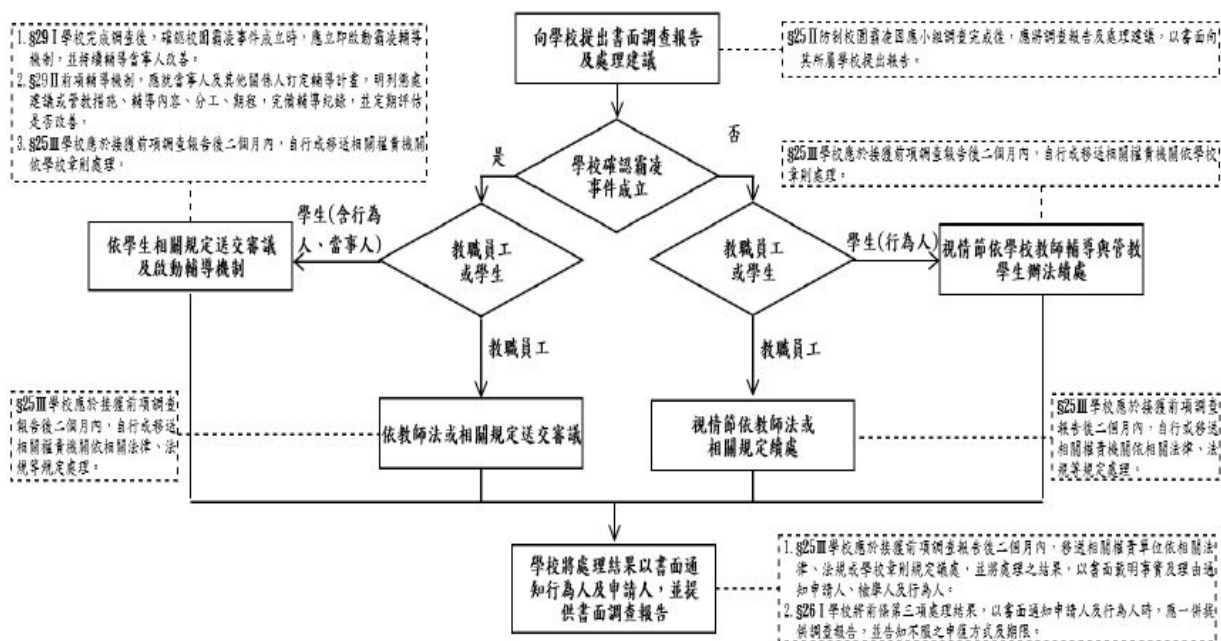 1. §29 I 學校完成調查後，確認校園霸凌事件成立時，應立即啟動霸凌輔導
機制，並持續輔導當事人改善。
2. §29 II 前項輔導機制，應就當事人及其他關係人訂定輔導計畫，明列懲處
建議或管教措施、輔導內容、分工、期程，完備輔導紀錄，並定期評估
是否改善。
3. §25III 學校應於接獲前項調查報告後二個月內，自行或移送相關權責機關
依學校章則處理。
向學校提出書面調查報告
及處理建議
§25 II 防制校園霸凌因應小組調查完成後，應將調查報告及處理建議，以書面向
其所屬學校提出報告。
是
學校確認霸凌
事件成立
否
§25III 學校應於接獲前項調查報告後二個月內，自行或移送相關權責機關依學校
章則處理。
依學生相關規定送交審議
及啟動輔導機制
學生(含行為
人、當事人)
教職員工
或學生
教職員工
或學生
學生(行為人)
視情節依學校教師輔導與管教
學生辦法續處
教職員工
教職員工
§25III 學校應於接獲前項調查
報告後二個月內，自行或移送
相關權責機關依相關法律、法
規等規定處理。
依教師法或相關規定送交審議
視情節依教師法或
相關規定續處
§25III 學校應於接獲前項調查
報告後二個月內，自行或移送
相關權責機關依相關法律、法
規等規定處理。
學校將處理結果以書面通
知行為人及申請人，並提
供書面調查報告
1. §25III 學校應於接獲前項調查報告後二個月內，移送相關權責單位依相關法
律、法規或學校章則規定議處，並將處理之結果，以書面載明事實及理由通
知申請人、檢舉人及行為人。
2. §26 I 學校將前條第三項處理結果，以書面通知申請人及行為人時，應一併提
供調查報告，並告知不服之申復方式及期限。